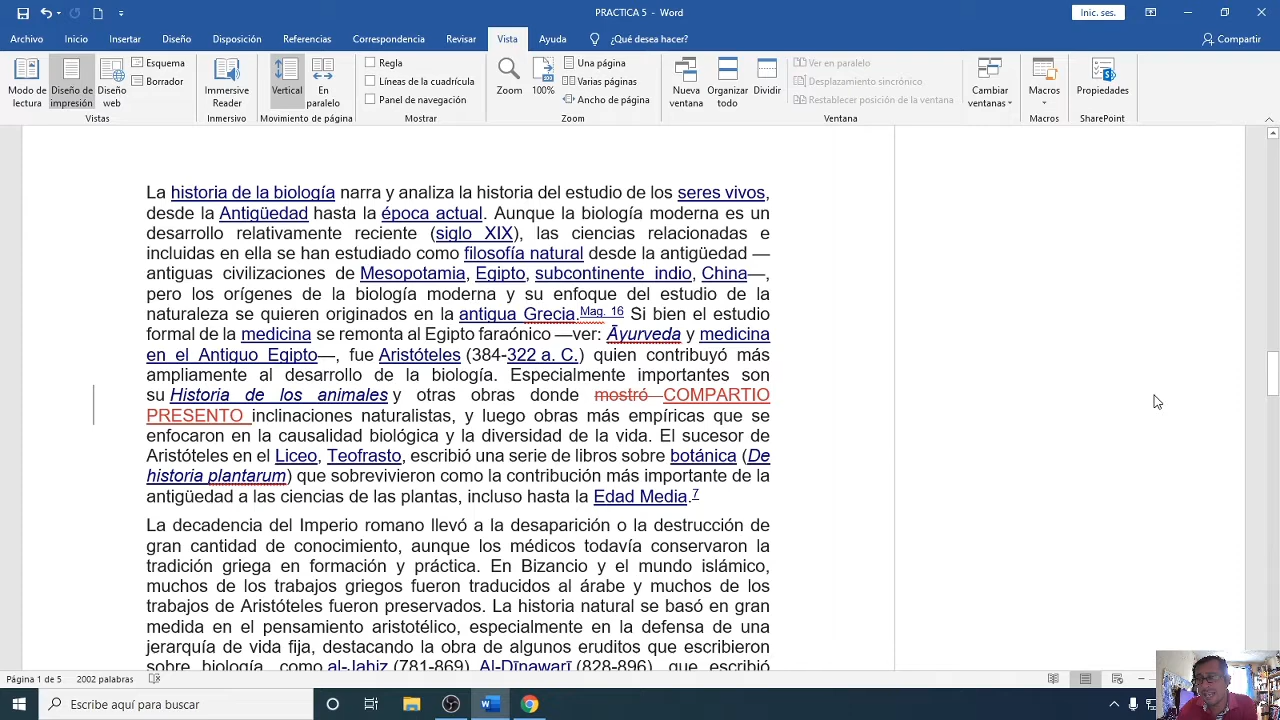 PRACTICA 5 - Word
Inic. ses.
Archivo Inicio Insertar Diseño Disposición Referencias Correspondencia Revisar Vista Ayuda ¿Qué desea hacer? Compartir
Modo de lectura
Diseño de impresión
Diseño web
Esquema
Borrador
Vistas
Immersive Reader
Inmersivo
Vertical
En paralelo
Movimiento de página
Regla
Líneas de la cuadrícula
Panel de navegación
Mostrar
Zoom
100%
Una página
Varias páginas
Ancho de página
Zoom
Nueva ventana
Organizar todo
Dividir
Ver en paralelo
Desplazamiento sincrónico
Restablecer posición de la ventana
Ventana
Cambiar ventanas
Macros
Macros
Propiedades
SharePoint
La historia de la biología narra y analiza la historia del estudio de los seres vivos,
desde la Antigüedad hasta la época actual. Aunque la biología moderna es un
desarrollo relativamente reciente (siglo XIX), las ciencias relacionadas e
incluidas en ella se han estudiado como filosofía natural desde la antigüedad —
antiguas civilizaciones de Mesopotamia, Egipto, subcontinente indio, China—,
pero los orígenes de la biología moderna y su enfoque del estudio de la
naturaleza se quieren originados en la antigua Grecia.Mag. 16 Si bien el estudio
formal de la medicina se remonta al Egipto faraónico —ver: Āyurveda y medicina
en el Antiguo Egipto—, fue Aristóteles (384-322 a. C.) quien contribuyó más
ampliamente al desarrollo de la biología. Especialmente importantes son
su Historia de los animales y otras obras donde mostró COMPARTIO
PRESENTO inclinaciones naturalistas, y luego obras más empíricas que se
enfocaron en la causalidad biológica y la diversidad de la vida. El sucesor de
Aristóteles en el Liceo, Teofrasto, escribió una serie de libros sobre botánica (De
historia plantarum) que sobrevivieron como la contribución más importante de la
antigüedad a las ciencias de las plantas, incluso hasta la Edad Media.7
La decadencia del Imperio romano llevó a la desaparición o la destrucción de
gran cantidad de conocimiento, aunque los médicos todavía conservaron la
tradición griega en formación y práctica. En Bizancio y el mundo islámico,
muchos de los trabajos griegos fueron traducidos al árabe y muchos de los
trabajos de Aristóteles fueron preservados. La historia natural se basó en gran
medida en el pensamiento aristotélico, especialmente en la defensa de una
jerarquía de vida fija, destacando la obra de algunos eruditos que escribieron
sobre biología, como al-Jahiz (781-869), Al-Dīnawarī (828-896), que escribió
Página 1 de 5 2002 palabras
Escribe aquí para buscar